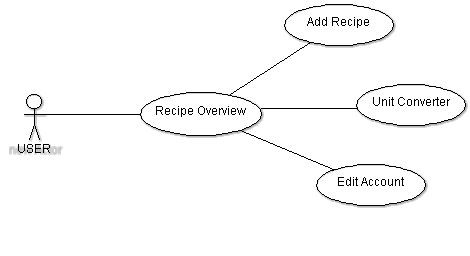 Add Recipe
Unit Converter
Recipe Overview
USER
Edit Account